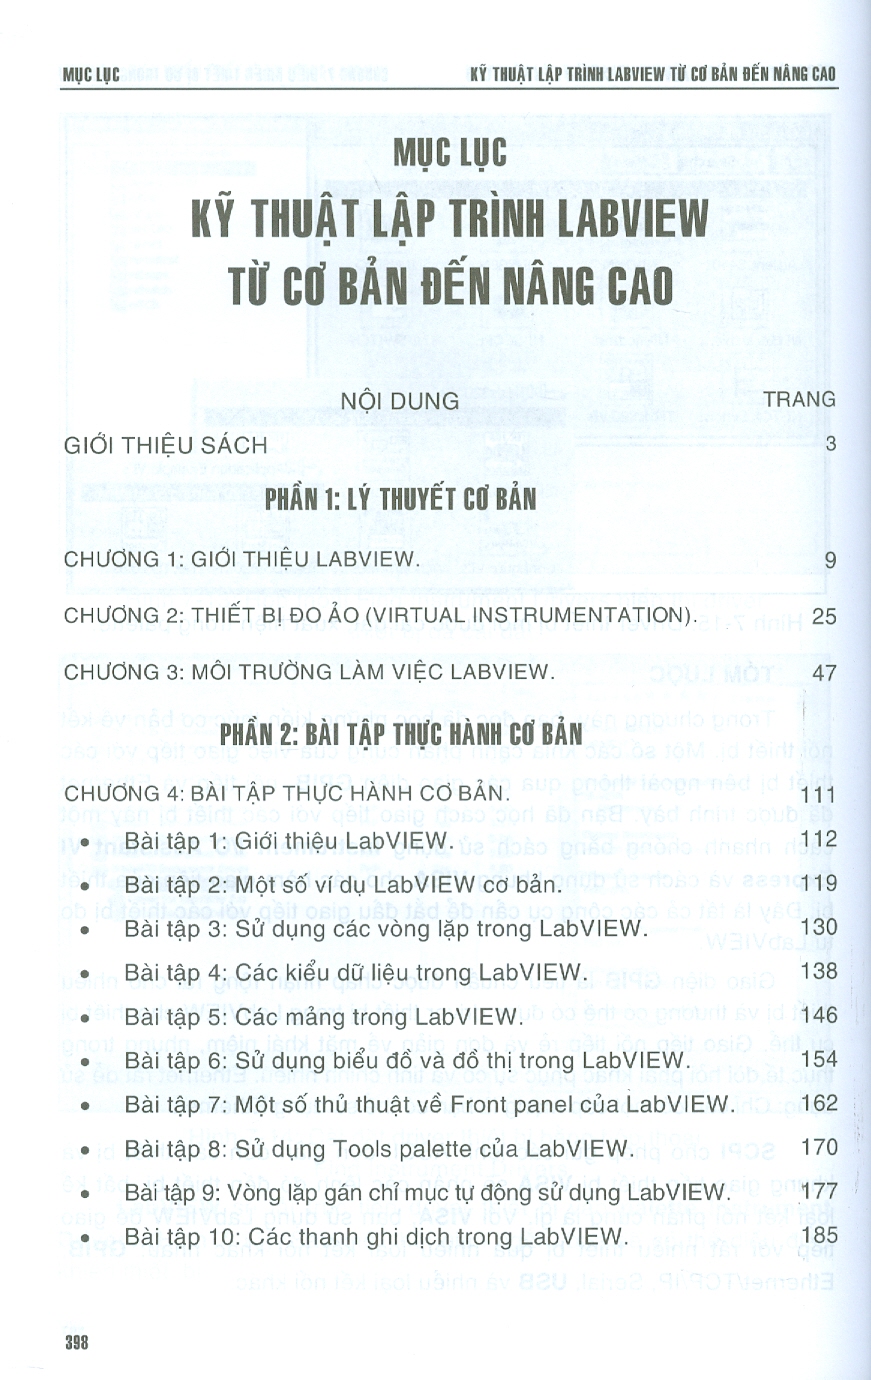 MỤC LỤC KỸ THUẬT LẬP TRÌNH LABVIEW TỪ CƠ BẢN ĐẾN NÂNG CAO
MỤC LỤC
KỸ THUẬT LẬP TRÌNH LABVIEW
TỪ CƠ BẢN ĐẾN NÂNG CAO
NỘI DUNG TRANG
GIỚI THIỆU SÁCH 3
PHẦN 1: LÝ THUYẾT CƠ BẢN
CHƯƠNG 1: GIỚI THIỆU LABVIEW. 9
CHƯƠNG 2: THIẾT BỊ ĐO ẢO (VIRTUAL INSTRUMENTATION). 25
CHƯƠNG 3: MÔI TRƯỜNG LÀM VIỆC LABVIEW. 47
PHẦN 2: BÀI TẬP THỰC HÀNH CƠ BẢN
CHƯƠNG 4: BÀI TẬP THỰC HÀNH CƠ BẢN. 111
• Bài tập 1: Giới thiệu LabVIEW. 112
• Bài tập 2: Một số ví dụ LabVIEW cơ bản. 119
• Bài tập 3: Sử dụng các vòng lặp trong LabVIEW. 130
• Bài tập 4: Các kiểu dữ liệu trong LabVIEW. 138
• Bài tập 5: Các mảng trong LabVIEW. 146
• Bài tập 6: Sử dụng biểu đồ và đồ thị trong LabVIEW. 154
• Bài tập 7: Một số thủ thuật về Front panel của LabVIEW. 162
• Bài tập 8: Sử dụng Tools palette của LabVIEW. 170
• Bài tập 9: Vòng lặp gán chỉ mục tự động sử dụng LabVIEW. 177
• Bài tập 10: Các thanh ghi dịch trong LabVIEW. 185
398